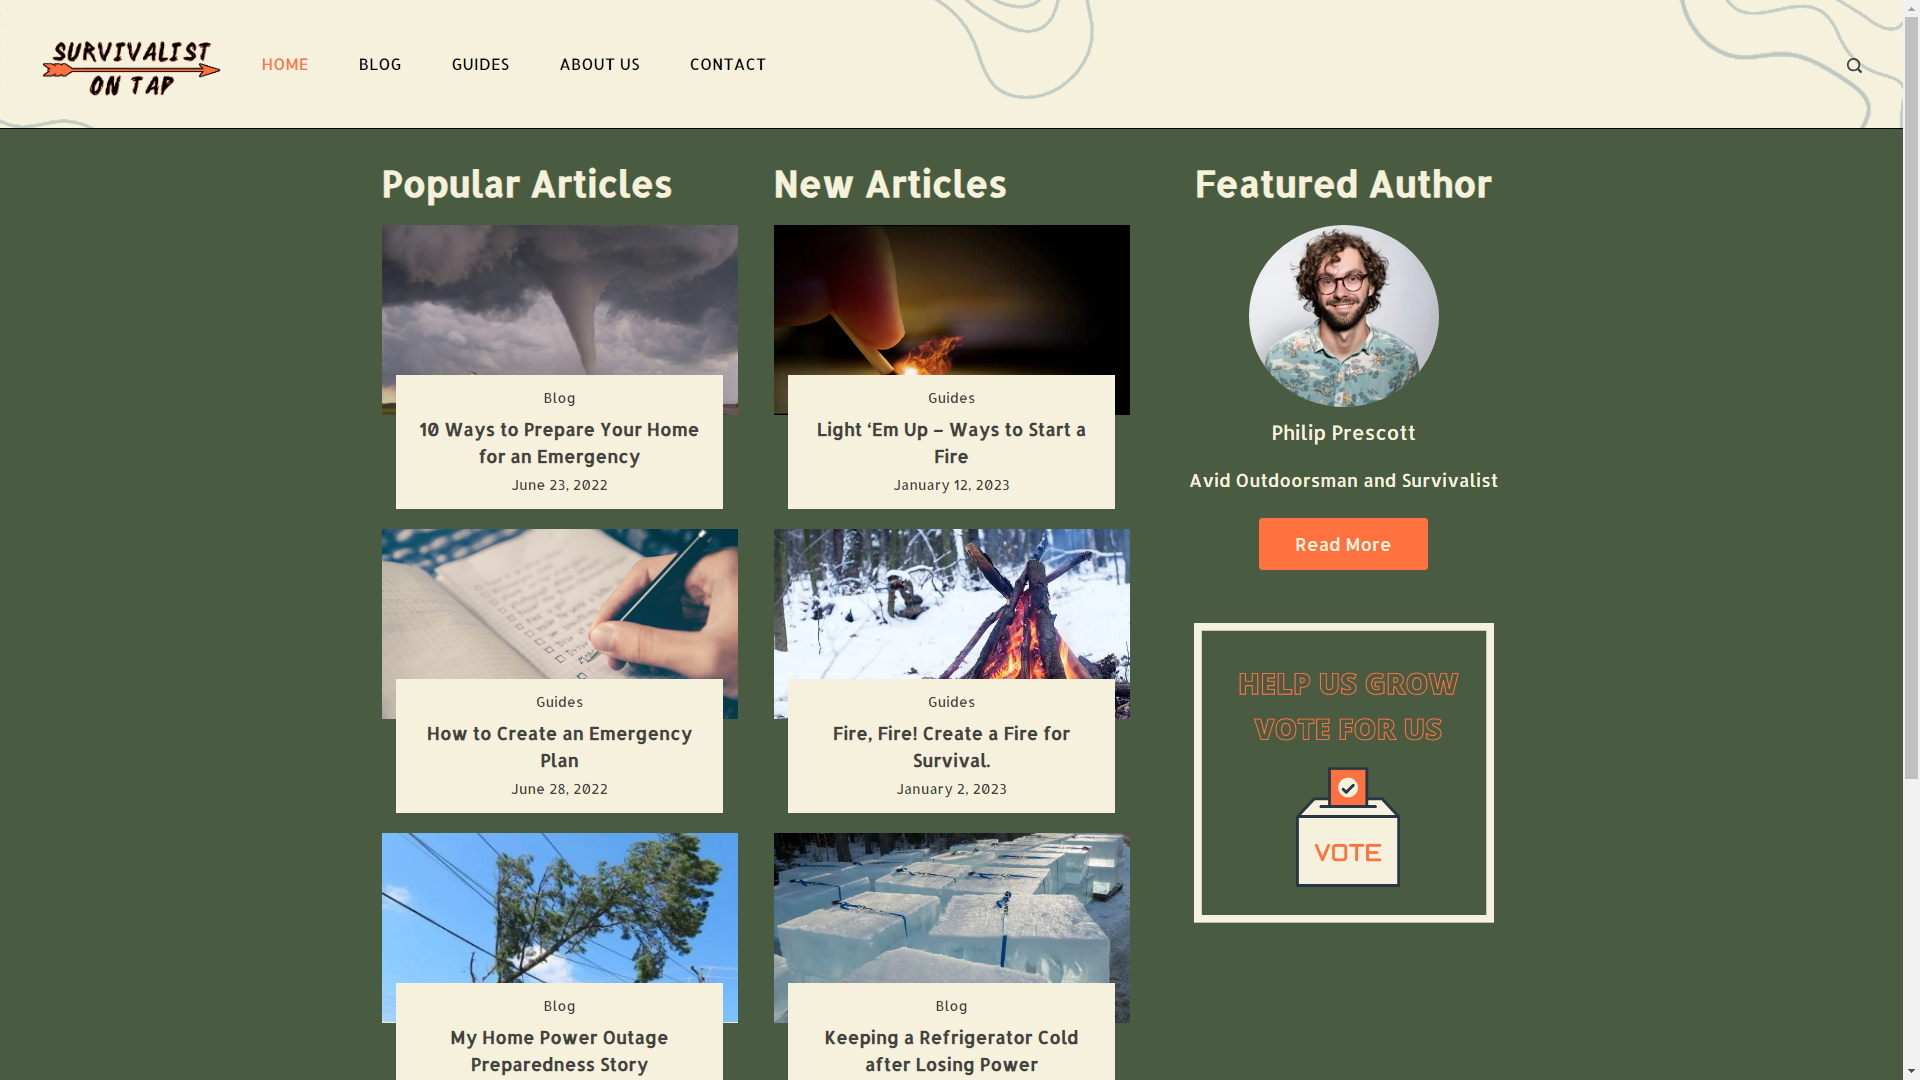 SURVIVALIST
ON TAP
HOME
BLOG
GUIDES
ABOUT US
CONTACT
Popular Articles
Blog
10 Ways to Prepare Your Home
for an Emergency
June 23, 2022
Guides
How to Create an Emergency
Plan
June 28, 2022
Blog
My Home Power Outage
Preparedness Story
New Articles
Guides
Light ‘Em Up – Ways to Start a
Fire
January 12, 2023
Guides
Fire, Fire! Create a Fire for
Survival.
January 2, 2023
Blog
Keeping a Refrigerator Cold
after Losing Power
Featured Author
Philip Prescott
Avid Outdoorsman and Survivalist
Read More
HELP US GROW
VOTE FOR US
VOTE